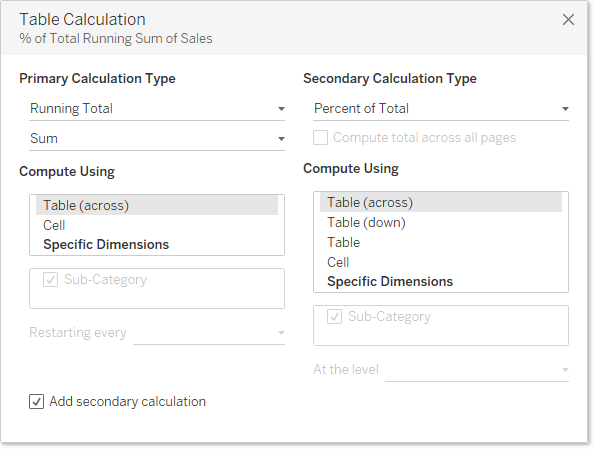 Table Calculation
% of Total Running Sum of Sales
Primary Calculation Type
Running Total
Sum
Compute Using
Table (across)
Cell
Specific Dimensions
Sub-Category
Restarting every
Add secondary calculation
Secondary Calculation Type
Percent of Total
Compute total across all pages
Compute Using
Table (across)
Table (down)
Table
Cell
Specific Dimensions
Sub-Category
At the level